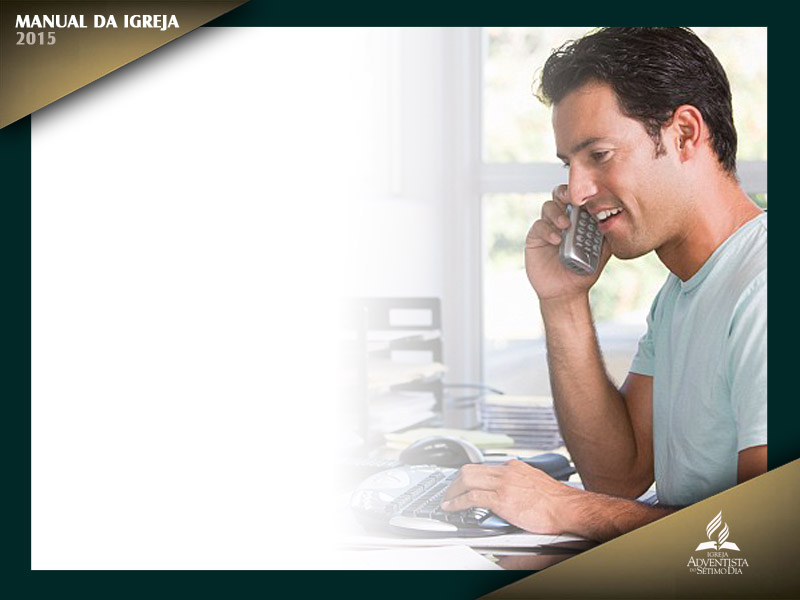 MANUAL DA IGREJA
2015
IGREJA
ADVENTISTA
DO SÉTIMO DIA